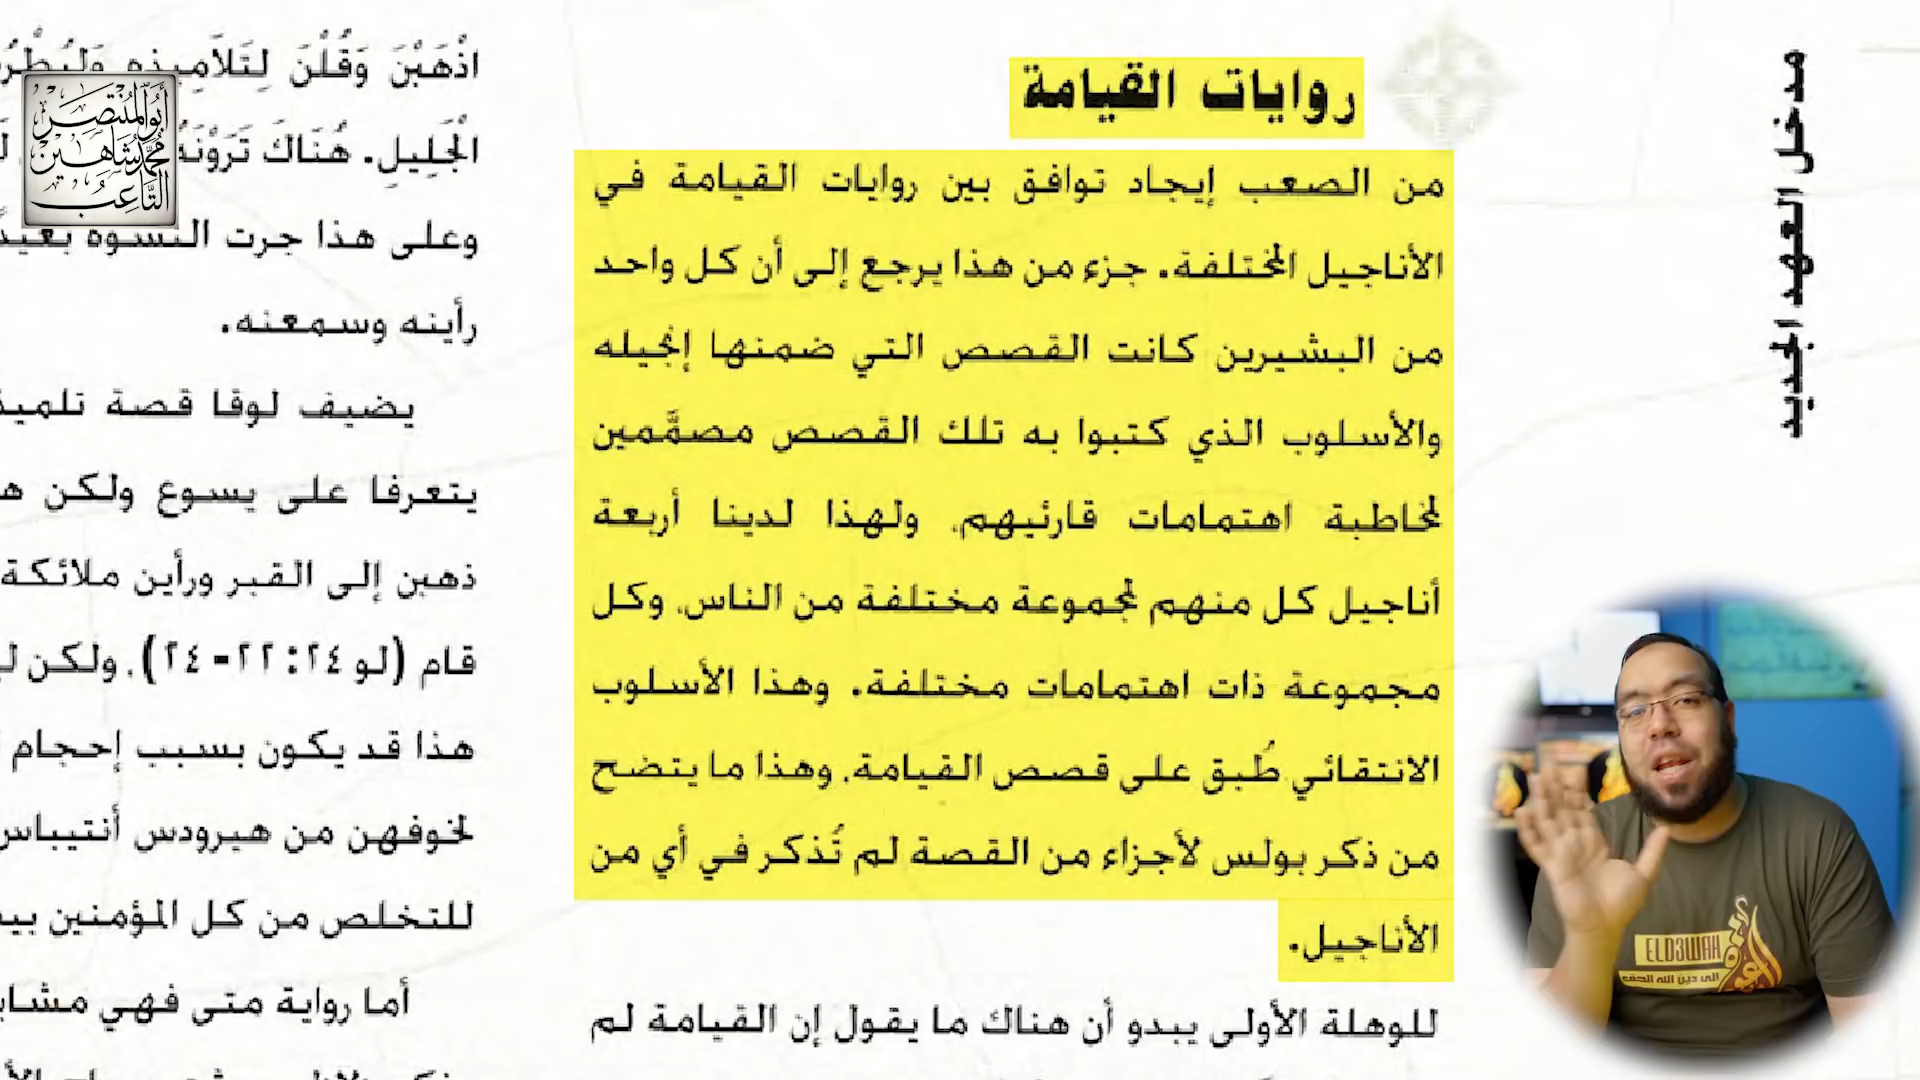 روايات القيامة
من الصعب إيجاد توافق بين روايات القيامة في
الأناجيل المختلفة. جزء من هذا يرجع إلى أن كل واحد
من البشيرين كانت القصص التي ضمنها إنجيله
والأسلوب الذي كتبوا به تلك القصص مصمَّمين
لمخاطبة اهتمامات قارئيهم. ولهذا لدينا أربعة
أناجيل كل منهم لمجموعة مختلفة من الناس. وكل
مجموعة ذات اهتمامات مختلفة. وهذا الأسلوب
الانتقائي طُبق على قصص القيامة. وهذا ما يتضح
من ذكر بولس لأجزاء من القصة لم تُذكر في أي من
الأناجيل.
للوهلة الأولى يبدو أن هناك ما يقول إن القيامة لم
اذْهَبْنَ وَقُلْنَ لِتَلاَمِيذِهِ
الْجَلِيلِ. هُنَاكَ تَرَوْنَهُ
وعلى هذا جرت النسوة بعيدًا
رأينه وسمعنه.
يضيف لوقا قصة
يتعرفا على يسوع ولكن
ذهبن إلى القبر ورأين ملائكة
قام (لو ٢٤: ٢٢- ٢٤). ولكن
هذا قد يكون بسبب إحجام
لخوفهن من هيرودس أنتيباس
للتخلص من كل المؤمنين
أما رواية متى فهي
مدخل العهد الجديد
أبو المنتصر
محمد شاهين
التاعب
ELD3WAH
الى دين الله الحق